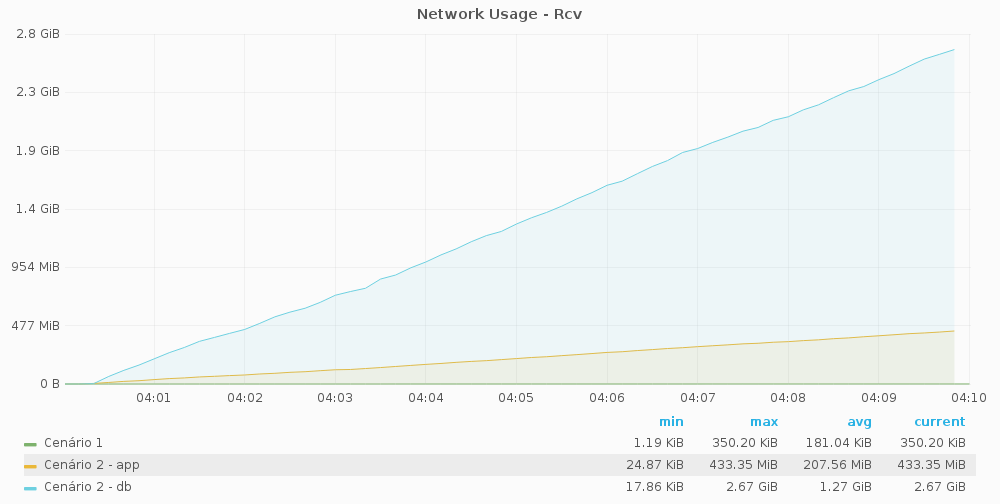 Network Usage - Rcv
2.8 GiB
2.3 GiB
1.9 GiB
1.4 GiB
954 MiB
477 MiB
0 B
04:01 04:02 04:03 04:04 04:05 04:06 04:07 04:08 04:09 04:10
min max avg current
Cenário 1 1.19 KiB 350.20 KiB 181.04 KiB 350.20 KiB
Cenário 2 - app 24.87 KiB 433.35 MiB 207.56 MiB 433.35 MiB
Cenário 2 - db 17.86 KiB 2.67 GiB 1.27 GiB 2.67 GiB